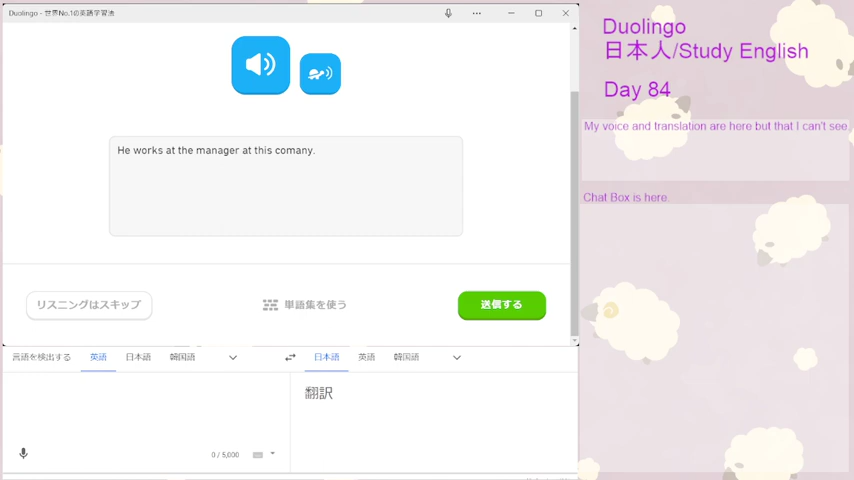 Duolingo - 世界No.1の英語学習法
He works at the manager at this comany.
リスニングはスキップ
単語集を使う
送信する
言語を検出する 英語 日本語 韓国語
日本語 英語 韓国語
翻訳
0 / 5,000
Duolingo
日本人/Study English
Day 84
My voice and translation are here but that I can't see.
Chat Box is here.